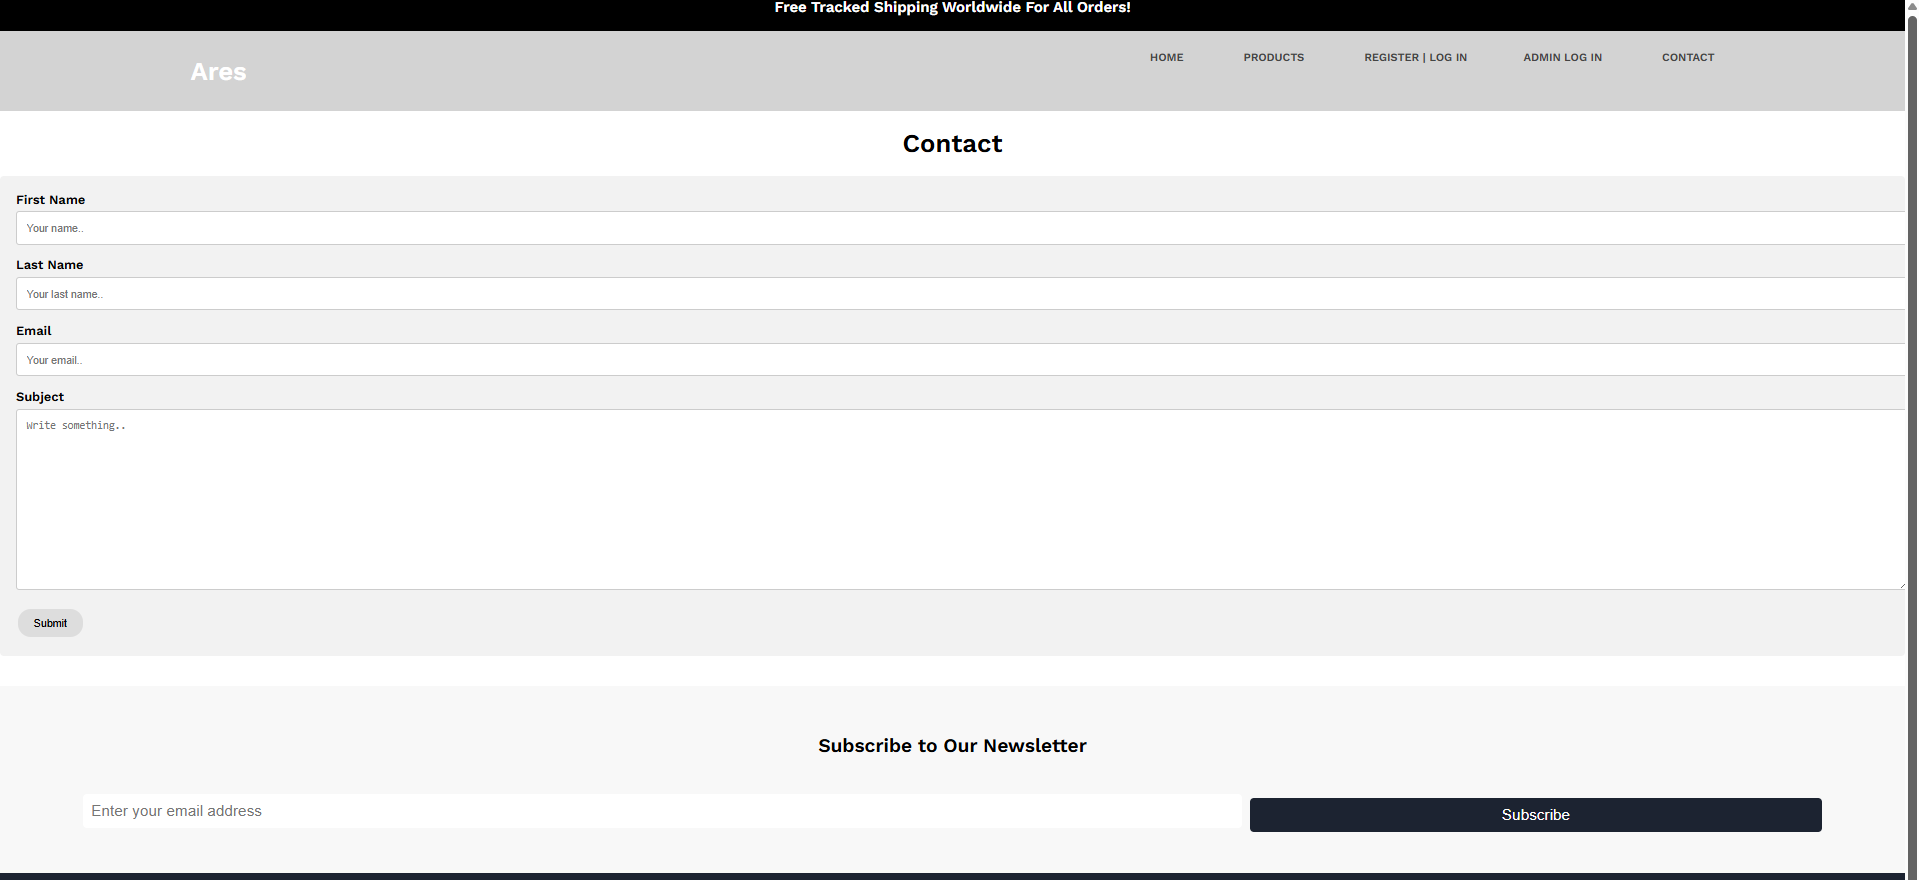 Free Tracked Shipping Worldwide For All Orders!
Ares
HOME PRODUCTS REGISTER | LOG IN ADMIN LOG IN CONTACT
Contact
First Name
Your name..
Last Name
Your last name..
Email
Your email..
Subject
Write something..
Submit
Subscribe to Our Newsletter
Enter your email address
Subscribe